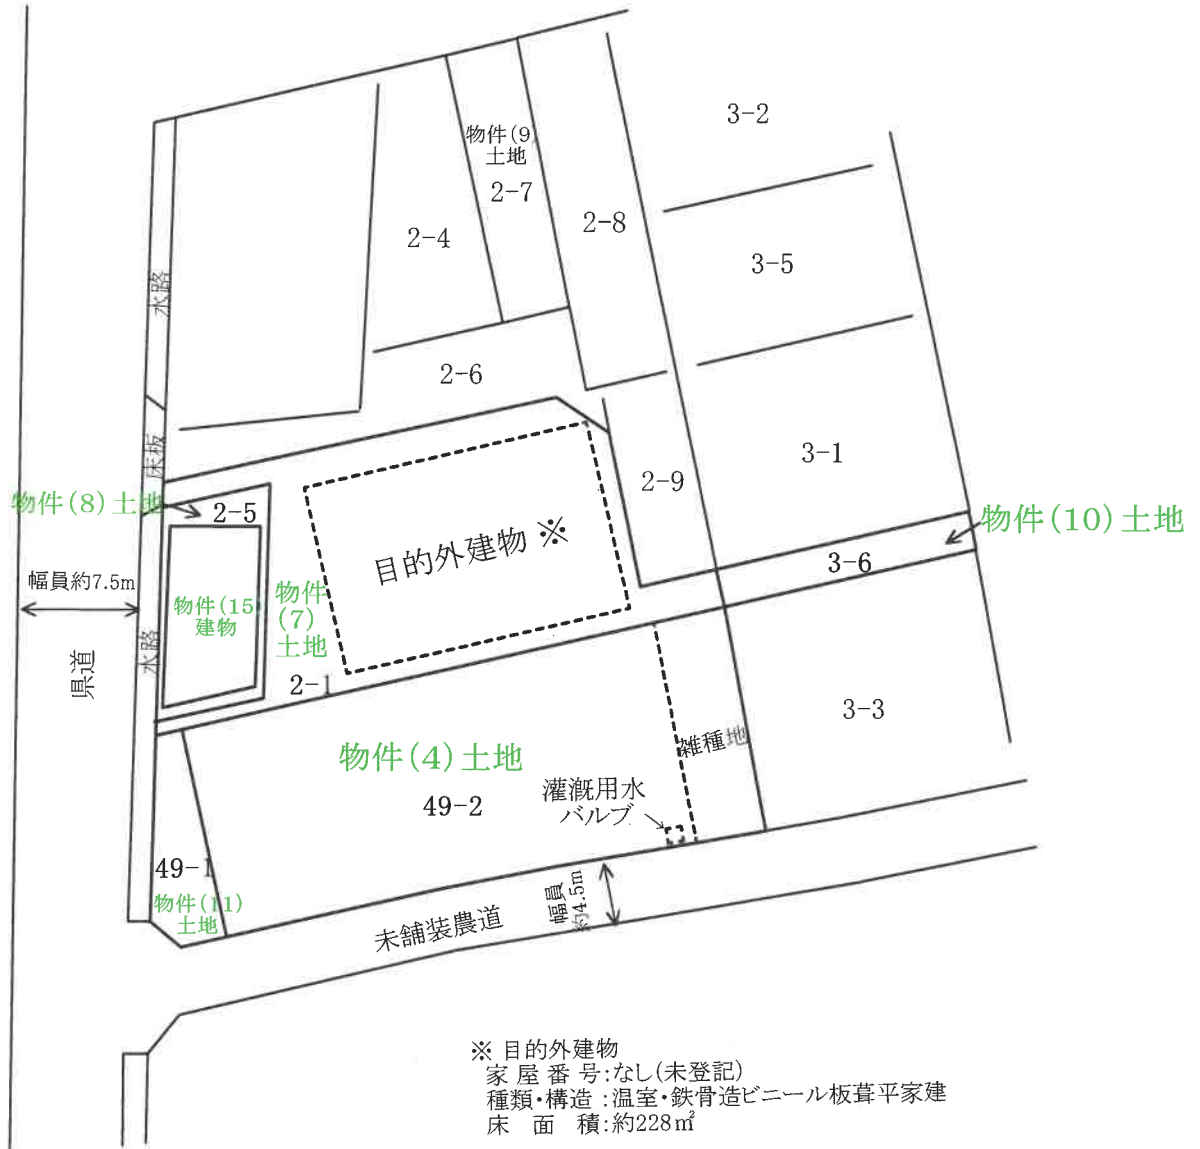 3-2
物件(9)
土地
2-7
2-8
2-4
3-5
水路
2-6
床板
3-1
2-9
物件(8)土地
2-5
物件(10)土地
目的外建物 ※
3-6
幅員約7.5m
物件(15)
建物
物件
(7)
土地
水路
県道
2-1
3-3
雑種地
物件(4)土地
49-2
灌漑用水
バルブ
49-1
物件(11)
土地
幅員
約4.5m
未舗装農道
※ 目的外建物
家 屋 番 号:なし(未登記)
種類・構造 :温室・鉄骨造ビニール板葺平家建
床 面 積:約228㎡